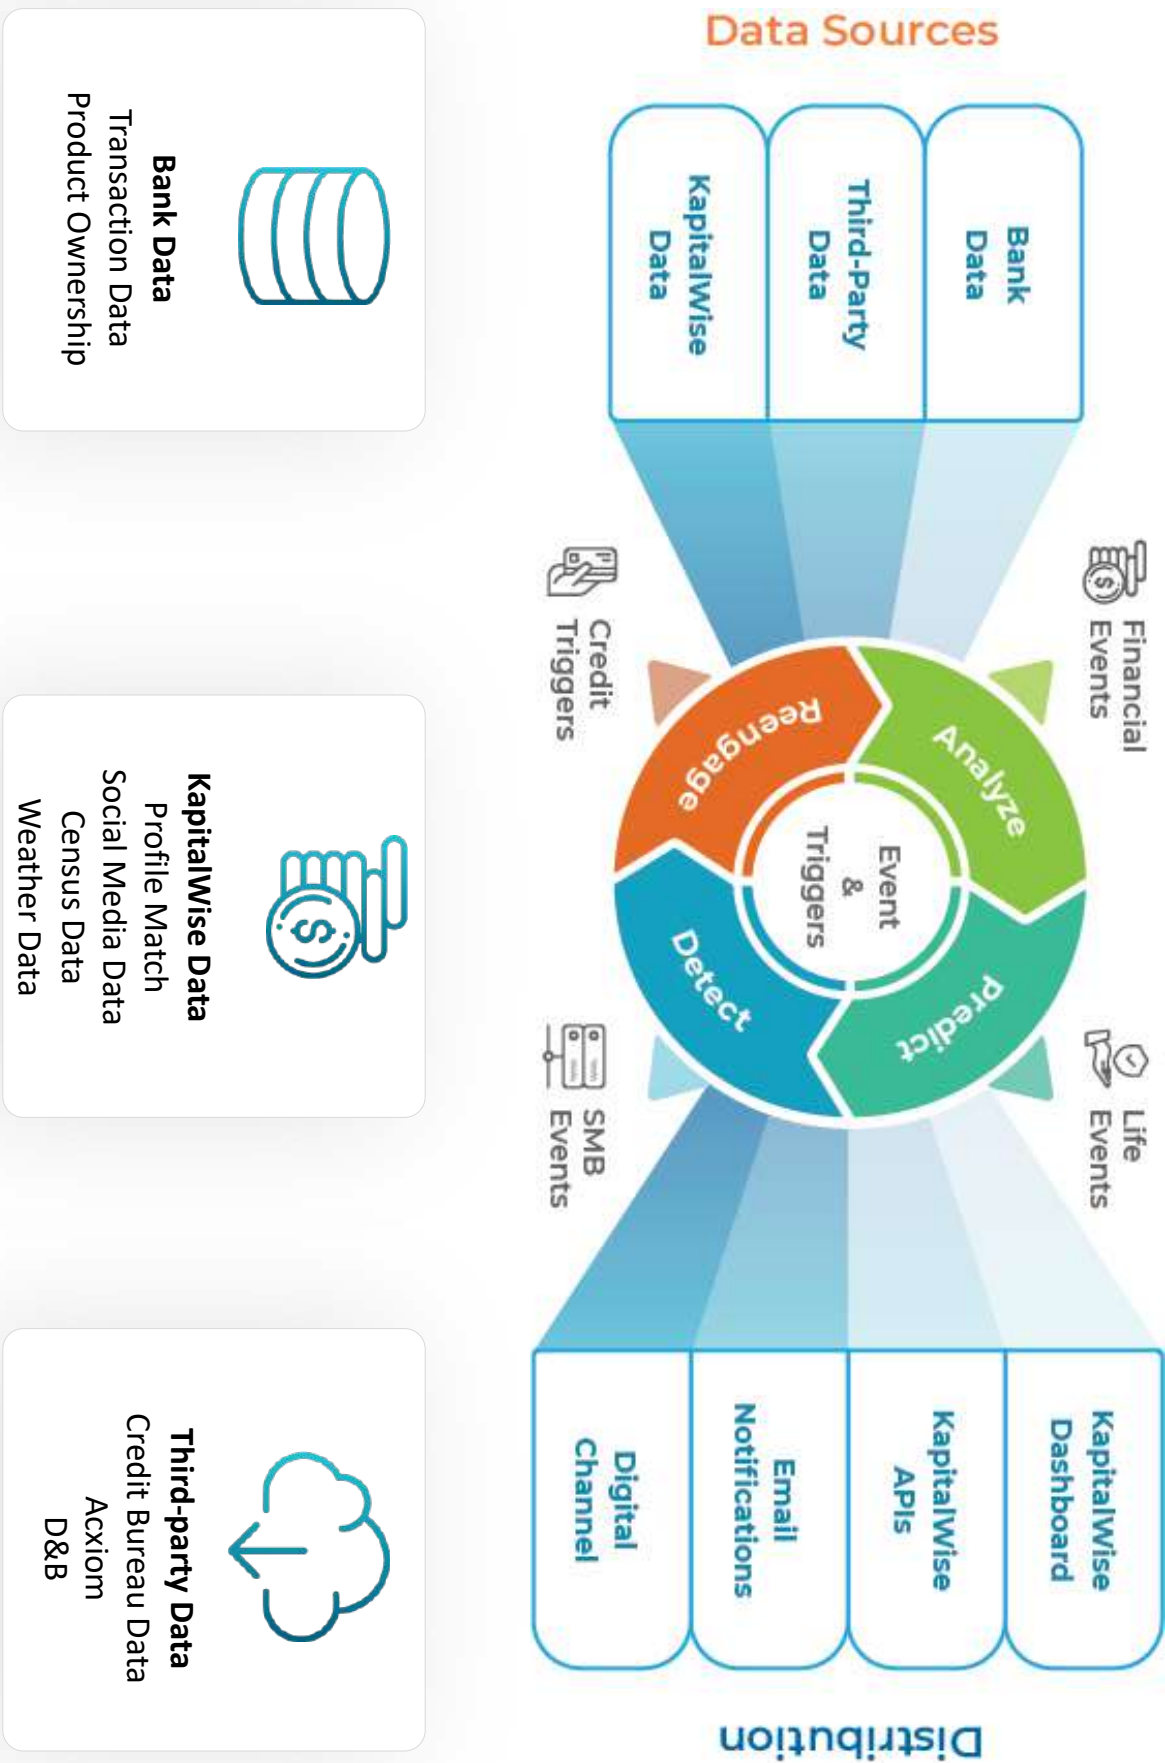 Data Sources
Bank
Data
Third-Party
Data
KapitalWise
Data
Financial
Events
Life
Events
Credit
Triggers
SMB
Events
Analyze
Predict
Detect
Reengage
Event
&
Triggers
KapitalWise
Dashboard
KapitalWise
APIs
Email
Notifications
Digital
Channel
Distribution
Bank Data
Transaction Data
Product Ownership
KapitalWise Data
Profile Match
Social Media Data
Census Data
Weather Data
Third-party Data
Credit Bureau Data
Acxiom
D&B